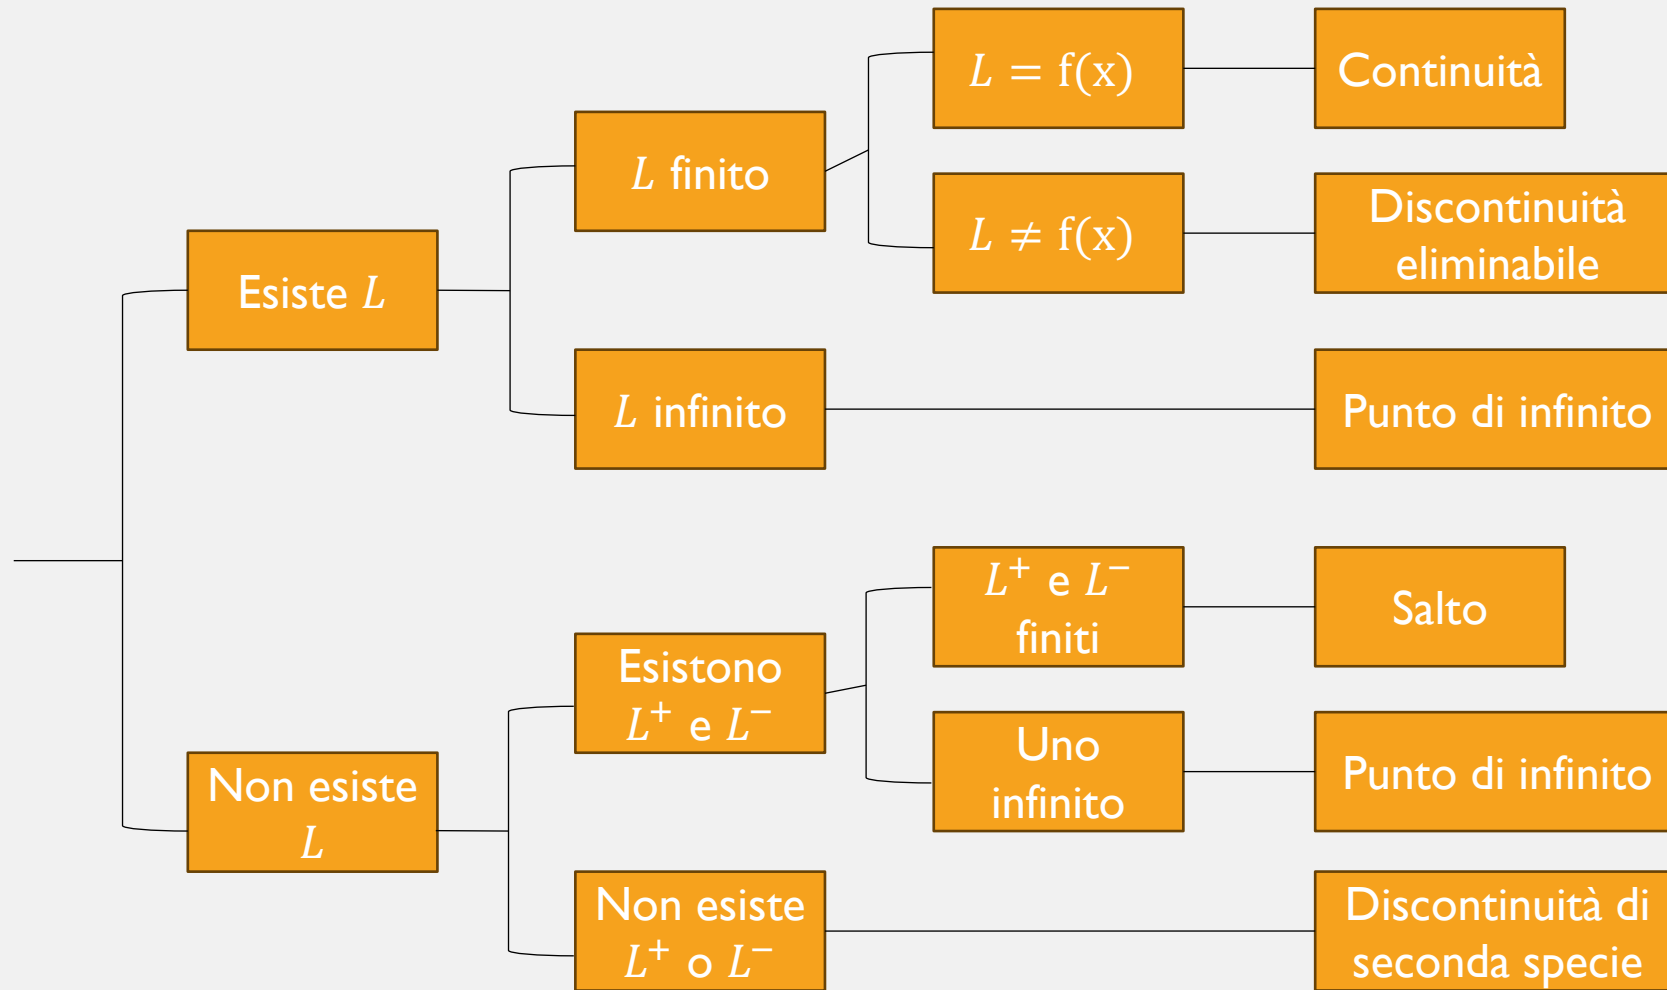 L = f(x)
Continuità
L finito
L ≠ f(x)
Discontinuità
eliminabile
Esiste L
L infinito
Punto di infinito
L⁺ e L⁻
finiti
Salto
Esistono
L⁺ e L⁻
Uno
infinito
Punto di infinito
Non esiste
L
Non esiste
L⁺ o L⁻
Discontinuità di
seconda specie